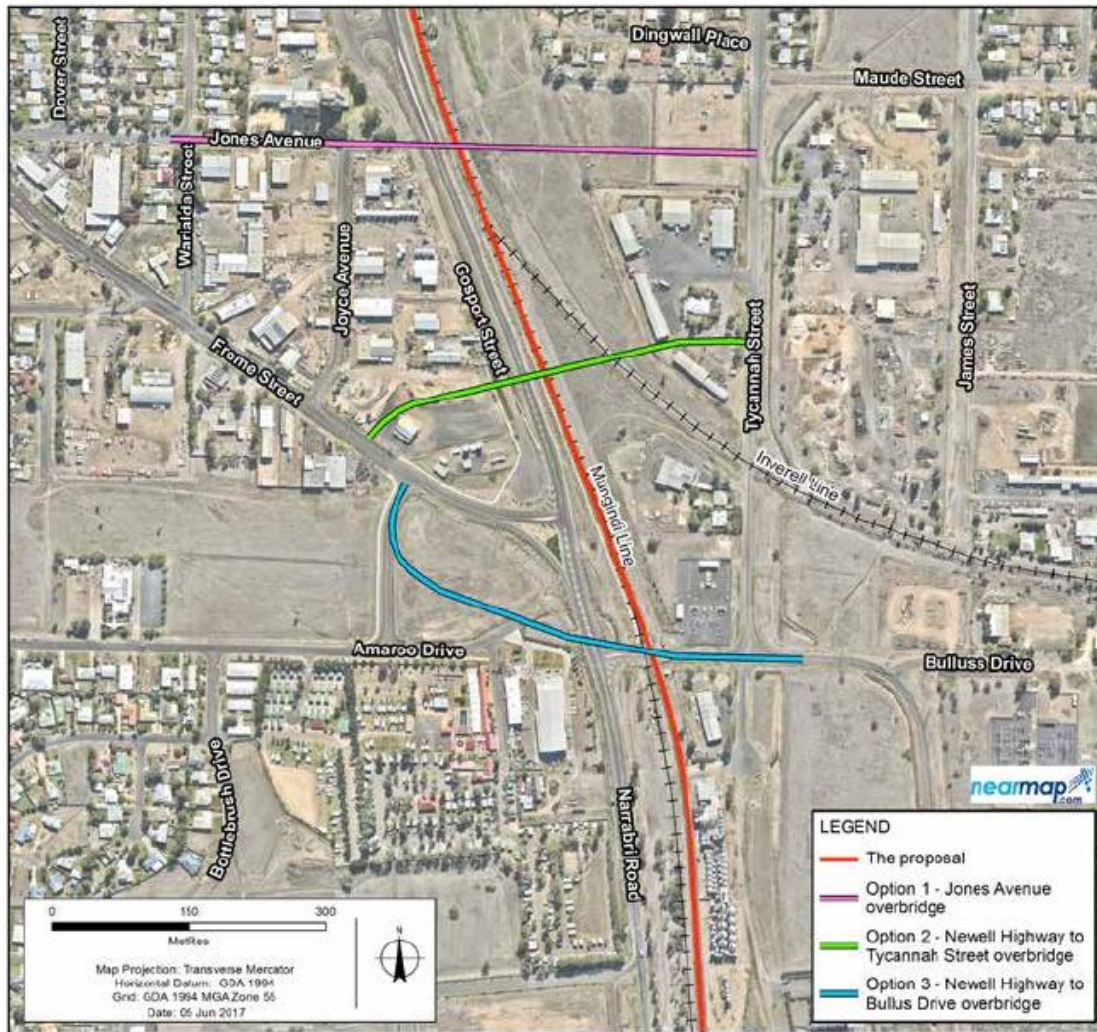 Dingwall Place
Maude Street
Dover Street
Jones Avenue
Warialda Street
Joyce Avenue
Gosport Street
Frome Street
Tycannah Street
James Street
Inverell Line
Mungindi Line
Amaroo Drive
Bulluss Drive
Bottlebrush Drive
Narrabri Road
nearmap
.com
LEGEND
The proposal
Option 1 - Jones Avenue
overbridge
Option 2 - Newell Highway to
Tycannah Street overbridge
Option 3 - Newell Highway to
Bullus Drive overbridge
0 150 300
Metres
N
Map Projection: Transverse Mercator
Horizontal Datum: GDA 1994
Grid: GDA 1994 MGA Zone 55
Date: 05 Jun 2017